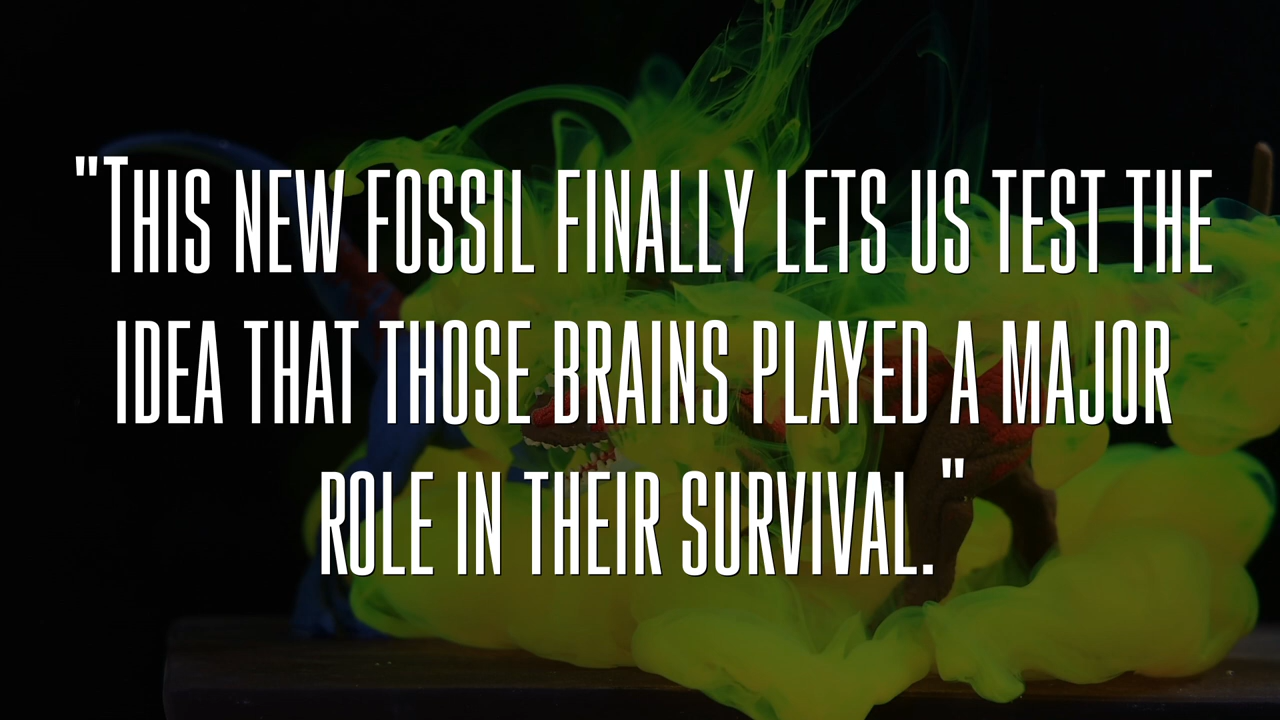 "This new fossil finally lets us test the
idea that those brains played a major
role in their survival."